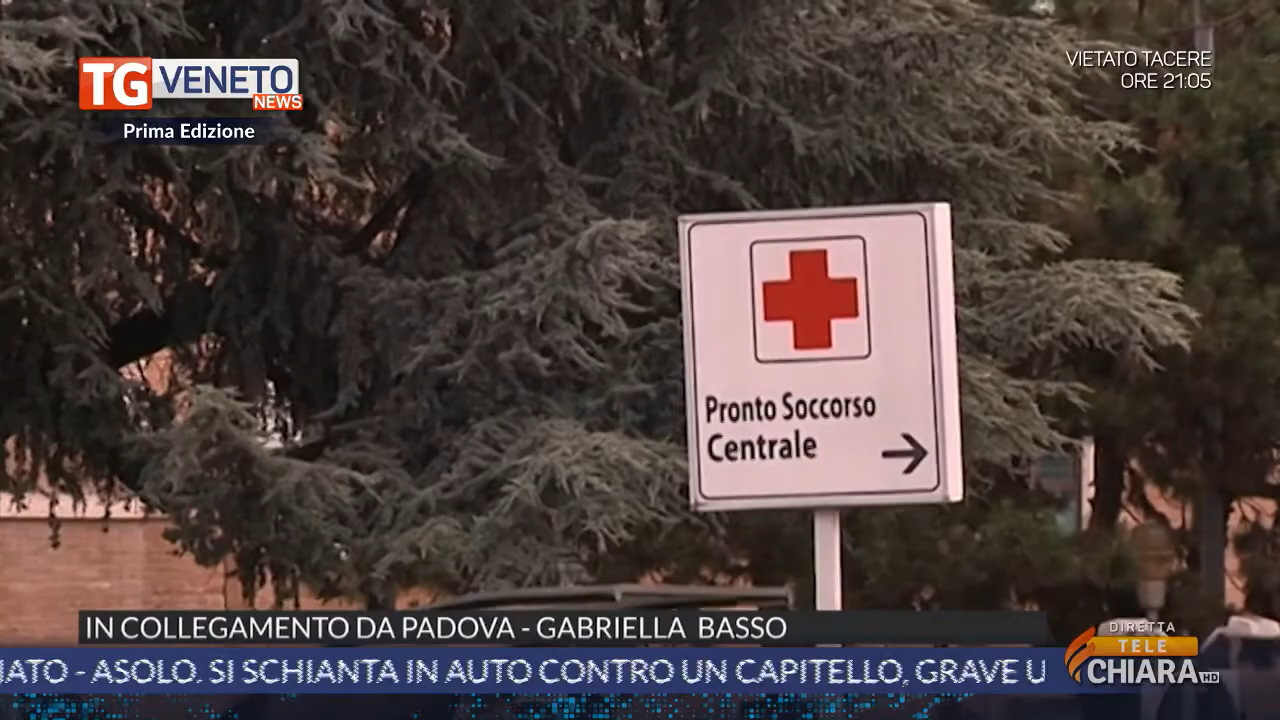 TG VENETO
NEWS
Prima Edizione
VIETATO TACERE
ORE 21:05
Pronto Soccorso
Centrale
IN COLLEGAMENTO DA PADOVA - GABRIELLA BASSO
- ASOLO. SI SCHIANTA IN AUTO CONTRO UN CAPITELLO, GRAVE U
DIRETTA
TELE
CHIARA HD